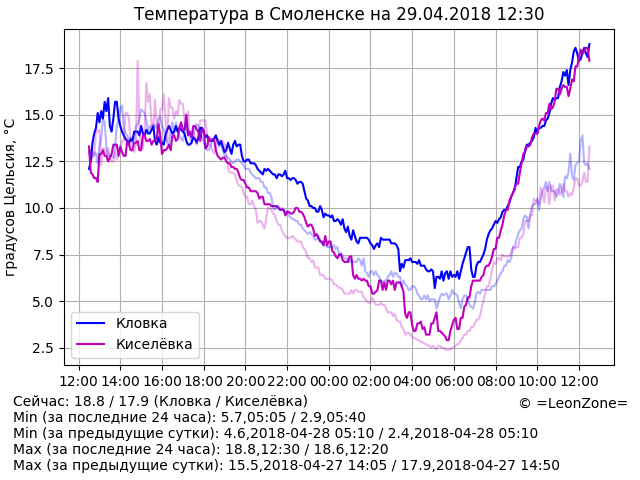 Температура в Смоленске на 29.04.2018 12:30
градусов Цельсия, °C
17.5
15.0
12.5
10.0
7.5
5.0
2.5
Кловка
Киселёвка
12:00 14:00 16:00 18:00 20:00 22:00 00:00 02:00 04:00 06:00 08:00 10:00 12:00
Сейчас: 18.8 / 17.9 (Кловка / Киселёвка)
© =LeonZone=
Min (за последние 24 часа): 5.7,05:05 / 2.9,05:40
Min (за предыдущие сутки): 4.6,2018-04-28 05:10 / 2.4,2018-04-28 05:10
Max (за последние 24 часа): 18.8,12:30 / 18.6,12:20
Max (за предыдущие сутки): 15.5,2018-04-27 14:05 / 17.9,2018-04-27 14:50